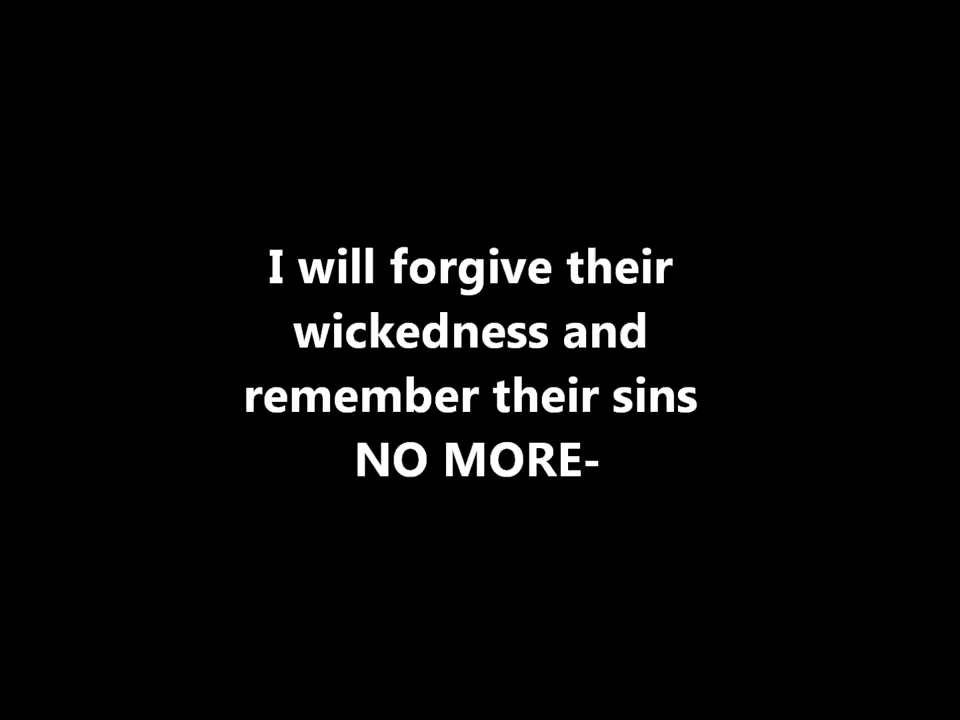 I will forgive their
wickedness and
remember their sins
NO MORE-